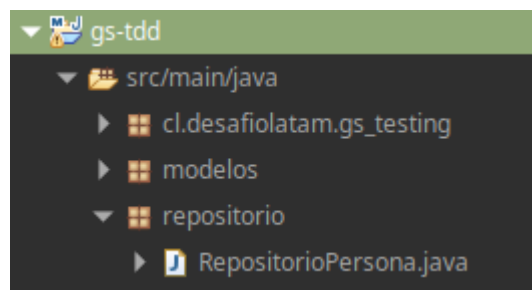 gs-tdd
src/main/java
cl.desafiolatam.gs_testing
modelos
repositorio
RepositorioPersona.java